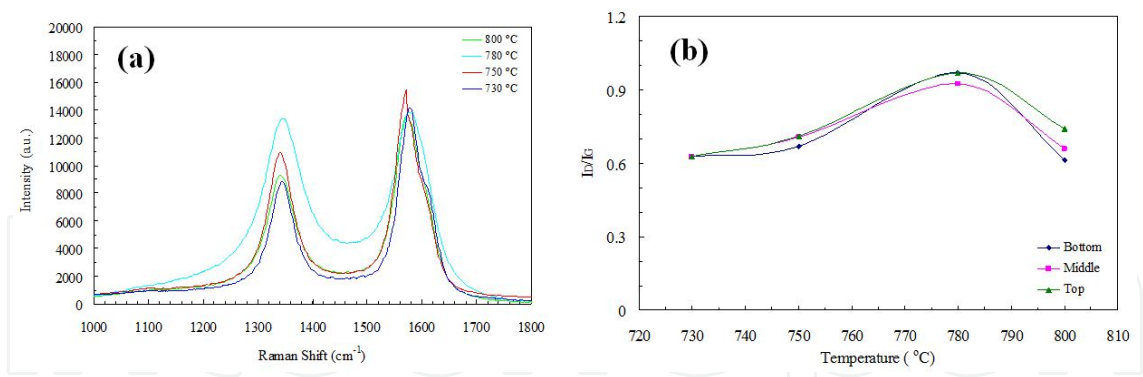 (a)
800 °C
780 °C
750 °C
730 °C
20000
18000
16000
14000
12000
10000
8000
6000
4000
2000
0
Intensity (a.u.)
1000 1100 1200 1300 1400 1500 1600 1700 1800
Raman Shift (cm-1)
(b)
1.2
0.9
0.6
0.3
0
ID/IG
Bottom
Middle
Top
720 730 740 750 760 770 780 790 800 810
Temperature ( °C)